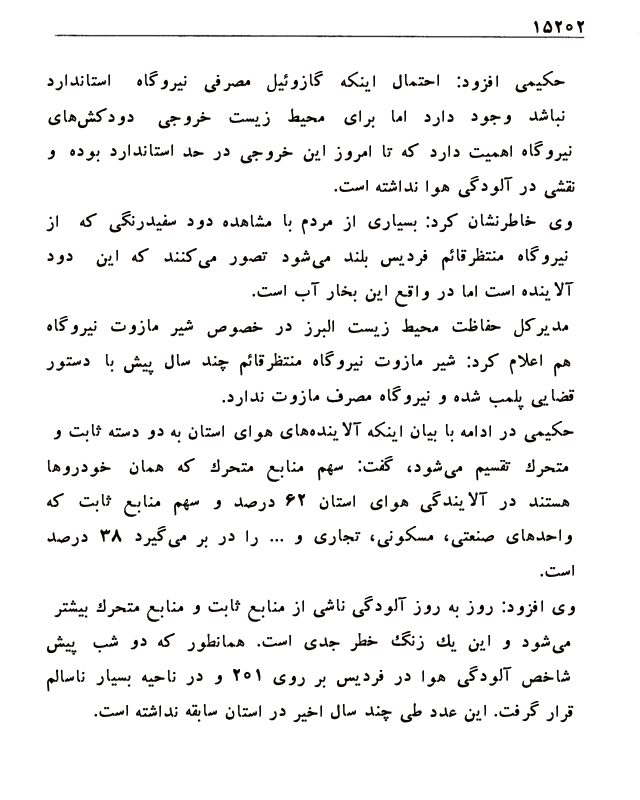 ۱۵۲۰۲
حکیمی افزود: احتمال اینکه گازوئیل مصرفی نیروگاه استاندارد
نباشد وجود دارد اما برای محیط زیست خروجی دودکش‌های
نیروگاه اهمیت دارد که تا امروز این خروجی در حد استاندارد بوده و
نقشی در آلودگی هوا نداشته است.
وی خاطرنشان کرد: بسیاری از مردم با مشاهده دود سفیدرنگی که از
نیروگاه منتظرقائم فردیس بلند می‌شود تصور می‌کنند که این دود
آلاینده است اما در واقع این بخار آب است.
مدیرکل حفاظت محیط زیست البرز در خصوص شیر مازوت نیروگاه
هم اعلام کرد: شیر مازوت نیروگاه منتظرقائم چند سال پیش با دستور
قضایی پلمب شده و نیروگاه مصرف مازوت ندارد.
حکیمی در ادامه با بیان اینکه آلاینده‌های هوای استان به دو دسته ثابت و
متحرك تقسیم می‌شود، گفت: سهم منابع متحرك که همان خودروها
هستند در آلایندگی هوای استان ۶۲ درصد و سهم منابع ثابت که
واحدهای صنعتی، مسکونی، تجاری و ... را در بر می‌گیرد ۳۸ درصد
است.
وی افزود: روز به روز آلودگی ناشی از منابع ثابت و منابع متحرك بیشتر
می‌شود و این یك زنگ خطر جدی است. همانطور که دو شب پیش
شاخص آلودگی هوا در فردیس بر روی ۲۰۱ و در ناحیه بسیار ناسالم
قرار گرفت. این عدد طی چند سال اخیر در استان سابقه نداشته است.